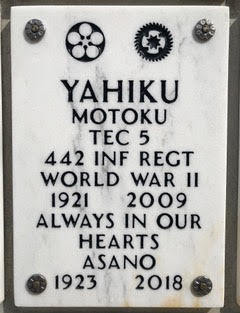 YAHIKU
MOTOKU
TEC 5
442 INF REGT
WORLD WAR II
1921 2009
ALWAYS IN OUR
HEARTS
ASANO
1923 2018